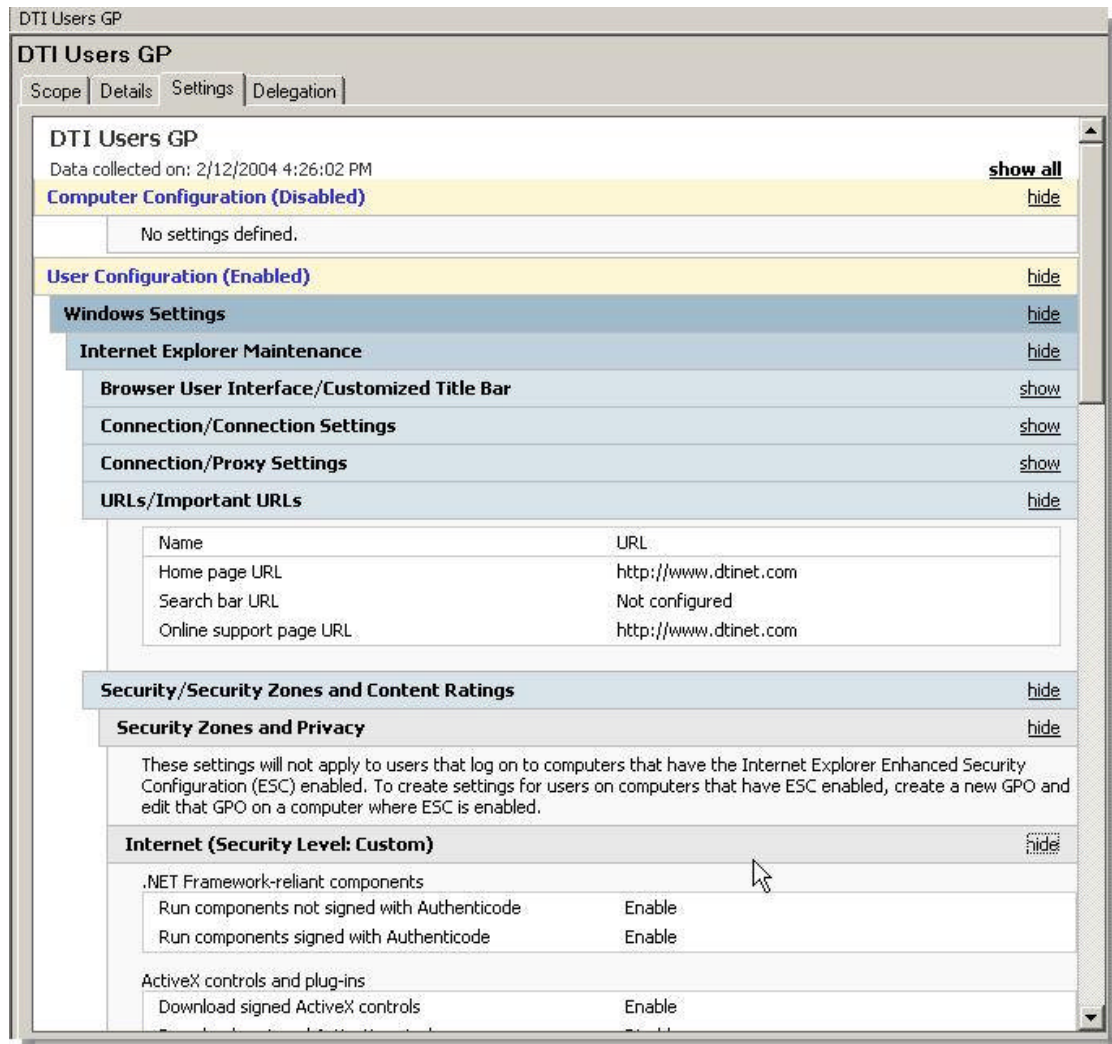 DTI Users GP
DTI Users GP
Scope Details Settings Delegation
DTI Users GP
Data collected on: 2/12/2004 4:26:02 PM show all
Computer Configuration (Disabled) hide
No settings defined.
User Configuration (Enabled) hide
Windows Settings hide
Internet Explorer Maintenance hide
Browser User Interface/Customized Title Bar show
Connection/Connection Settings show
Connection/Proxy Settings show
URLs/Important URLs hide
Name URL
Home page URL http://www.dtinet.com
Search bar URL Not configured
Online support page URL http://www.dtinet.com
Security/Security Zones and Content Ratings hide
Security Zones and Privacy hide
These settings will not apply to users that log on to computers that have the Internet Explorer Enhanced Security
Configuration (ESC) enabled. To create settings for users on computers that have ESC enabled, create a new GPO and
edit that GPO on a computer where ESC is enabled.
Internet (Security Level: Custom) hide
.NET Framework-reliant components
Run components not signed with Authenticode Enable
Run components signed with Authenticode Enable
ActiveX controls and plug-ins
Download signed ActiveX controls Enable